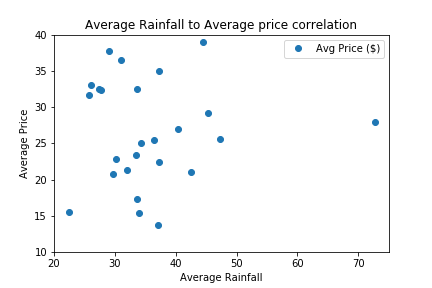 Average Rainfall to Average price correlation
40
Avg Price ($)
35
30
25
20
15
10
Average Price
20 30 40 50 60 70
Average Rainfall